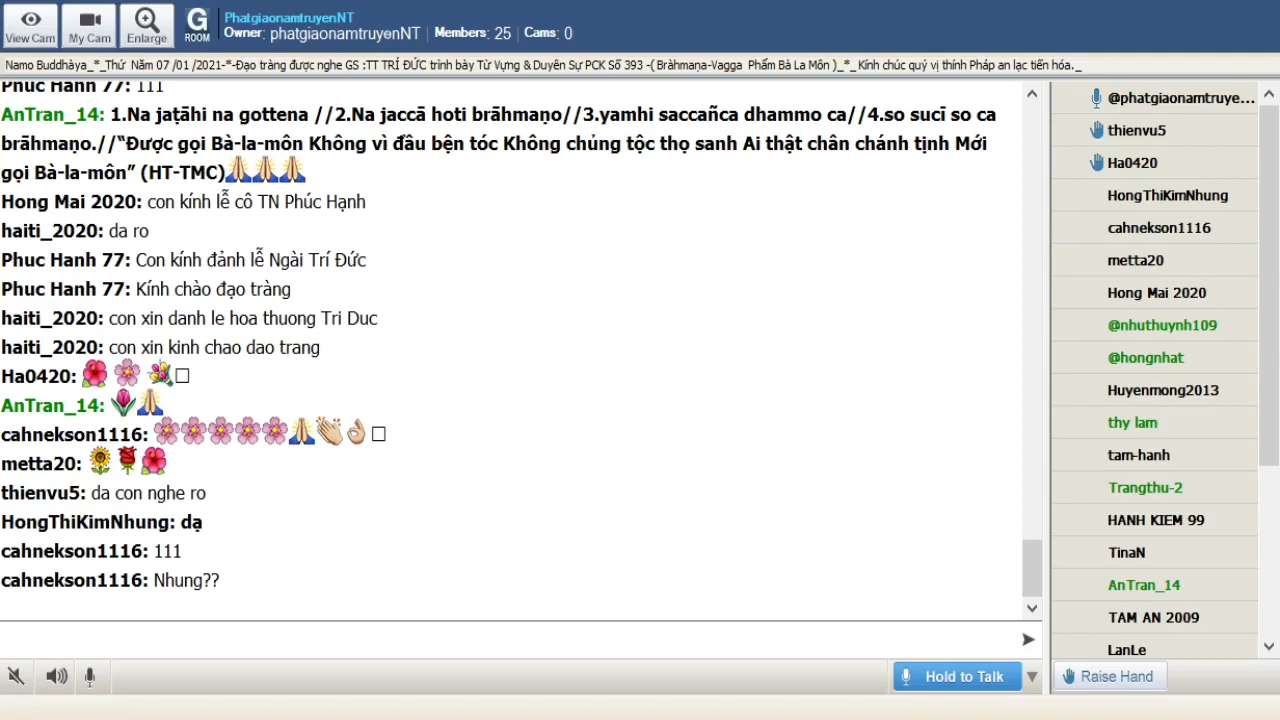 View Cam
My Cam
Enlarge
G
ROOM
PhatgiaonamtruyenNT
Owner: phatgiaonamtruyenNT | Members: 25 | Cams: 0
Namo Buddhàya_*_Thứ Năm 07 /01 /2021-*-Đạo tràng được nghe GS :TT TRÍ ĐỨC trình bày Từ Vựng & Duyên Sự PCK Số 393 -( Bràhmaṇa-Vagga Phẩm Bà La Môn )_*_ Kính chúc quý vị thính Pháp an lạc tiến hóa._
Phuc Hanh 77: 111
AnTran_14: 1.Na jaṭāhi na gottena //2.Na jaccā hoti brāhmaṇo//3.yamhi saccañca dhammo ca//4.so sucī so ca
brāhmaṇo.//“Được gọi Bà-la-môn Không vì đầu bện tóc Không chủng tộc thọ sanh Ai thật chân chánh tịnh Mới
gọi Bà-la-môn” (HT-TMC)
Hong Mai 2020: con kính lễ cô TN Phúc Hạnh
haiti_2020: da ro
Phuc Hanh 77: Con kính đảnh lễ Ngài Trí Đức
Phuc Hanh 77: Kính chào đạo tràng
haiti_2020: con xin danh le hoa thuong Tri Duc
haiti_2020: con xin kinh chao dao trang
Ha0420:
AnTran_14:
cahnekson1116:
metta20:
thienvu5: da con nghe ro
HongThiKimNhung: dạ
cahnekson1116: 111
cahnekson1116: Nhung??
@phatgiaonamtruye...
thienvu5
Ha0420
HongThiKimNhung
cahnekson1116
metta20
Hong Mai 2020
@nhuthuynh109
@hongnhat
Huyenmong2013
thy lam
tam-hanh
Trangthu-2
HANH KIEM 99
TinaN
AnTran_14
TAM AN 2009
LanLe
Hold to Talk
Raise Hand